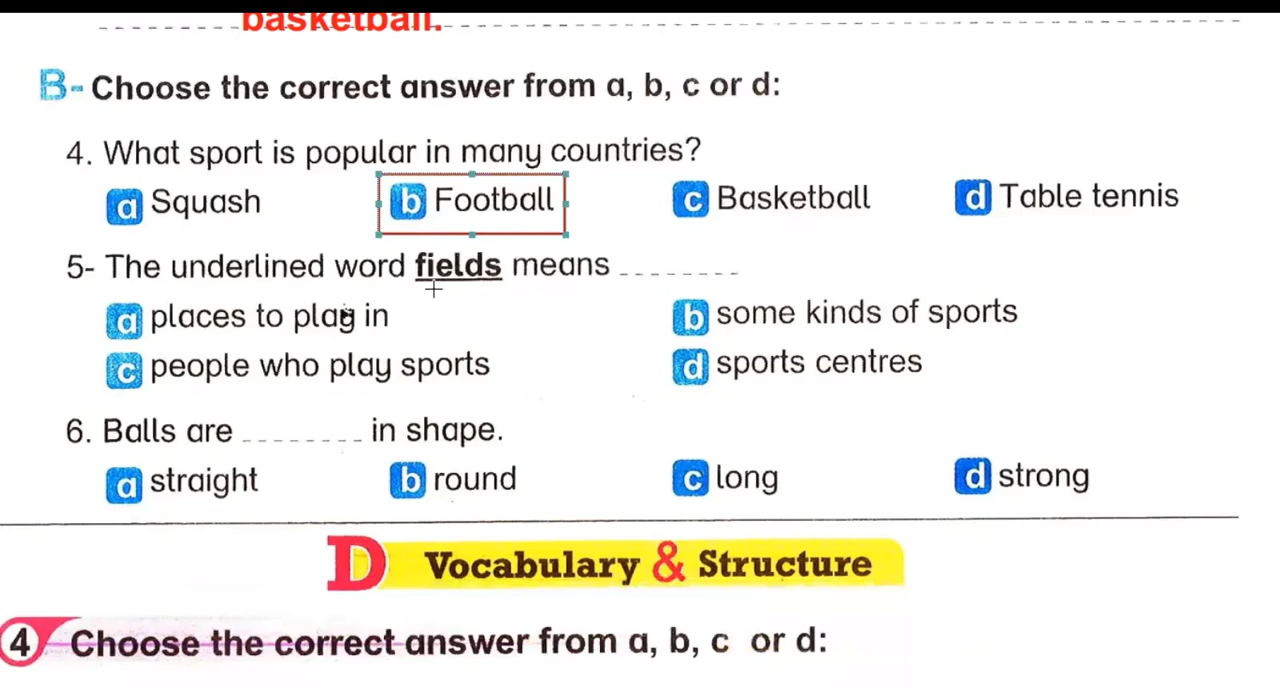 basketball.
B- Choose the correct answer from a, b, c or d:
4. What sport is popular in many countries?
a Squash b Football c Basketball d Table tennis
5- The underlined word fields means
a places to play in b some kinds of sports
c people who play sports d sports centres
6. Balls are in shape.
a straight b round c long d strong
D Vocabulary & Structure
4 Choose the correct answer from a, b, c or d: